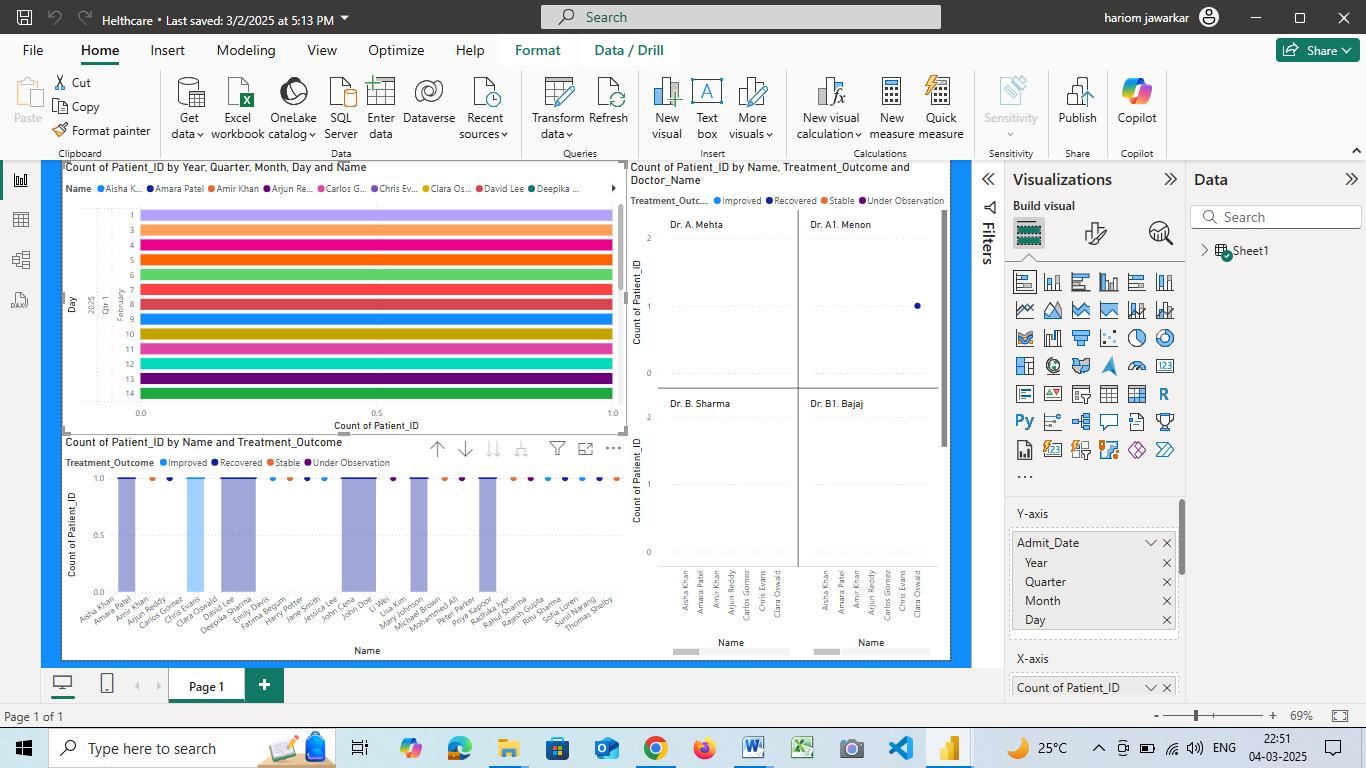 Helthcare • Last saved: 3/2/2025 at 5:13 PM
Search
hariom jawarkar
File Home Insert Modeling View Optimize Help Format Data / Drill
Share
Paste
Cut
Copy
Format painter
Clipboard
Get data
Excel workbook
OneLake catalog
SQL Server
Enter data
Dataverse
Recent sources
Data
Transform data
Refresh
Queries
New visual
Text box
More visuals
Insert
New visual calculation
New measure
Quick measure
Calculations
Sensitivity
Sensitivity
Publish
Share
Copilot
Copilot
Count of Patient_ID by Year, Quarter, Month, Day and Name
Name Aisha K... Amara Patel Amir Khan Arjun Re... Carlos G... Chris Ev... Clara Os... David Lee Deepika ...
Day
2025
Qtr 1
February
1
3
4
5
6
7
8
9
10
11
12
13
14
0.0 0.5 1.0
Count of Patient_ID
Count of Patient_ID by Name and Treatment_Outcome
Treatment_Outcome Improved Recovered Stable Under Observation
Count of Patient_ID
1.0
0.5
0.0
Aisha Khan
Amara Patel
Amir Khan
Arjun Reddy
Carlos Gomez
Chris Evans
Clara Oswald
David Lee
Deepika Sharma
Emily Davis
Fatima Begum
Harry Potter
Jane Smith
Jessica Lee
John Cena
John Doe
Li Wei
Lisa Kim
Mary Johnson
Michael Brown
Mohammed Ali
Peter Parker
Priya Kapoor
Radhika Iyer
Rahul Sharma
Rajesh Gupta
Ritu Sharma
Sofia Loren
Sunil Narang
Thomas Shelby
Name
Count of Patient_ID by Name, Treatment_Outcome and
Doctor_Name
Treatment_Outc... Improved Recovered Stable Under Observation
Dr. A. Mehta
Dr. A1. Menon
2
1
0
Count of Patient_ID
Dr. B. Sharma
Dr. B1. Bajaj
2
1
0
Count of Patient_ID
Aisha Khan
Amara Patel
Amir Khan
Arjun Reddy
Carlos Gomez
Chris Evans
Clara Oswald
Name
Aisha Khan
Amara Patel
Amir Khan
Arjun Reddy
Carlos Gomez
Chris Evans
Clara Oswald
Name
Filters
Visualizations
Build visual
123
R
Py
123
...
Y-axis
Admit_Date
Year
Quarter
Month
Day
X-axis
Count of Patient_ID
Data
Search
Sheet1
DAX
Page 1
+
Page 1 of 1
- + 69%
Type here to search
25°C
ENG
22:51
04-03-2025